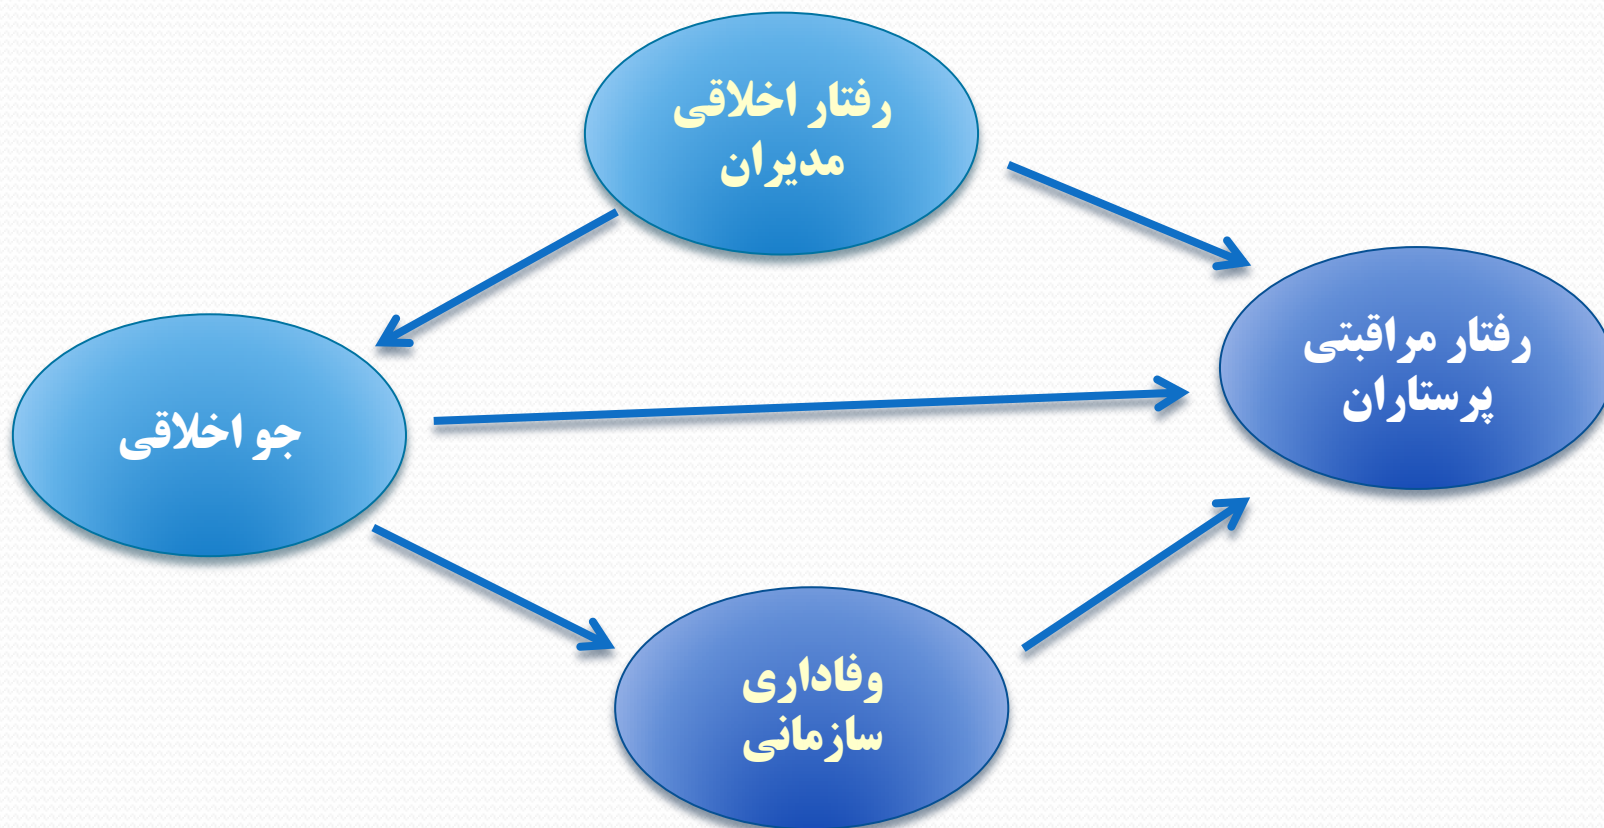 رفتار اخلاقی
مدیران
رفتار مراقبتی
پرستاران
جو اخلاقی
وفاداری
سازمانی